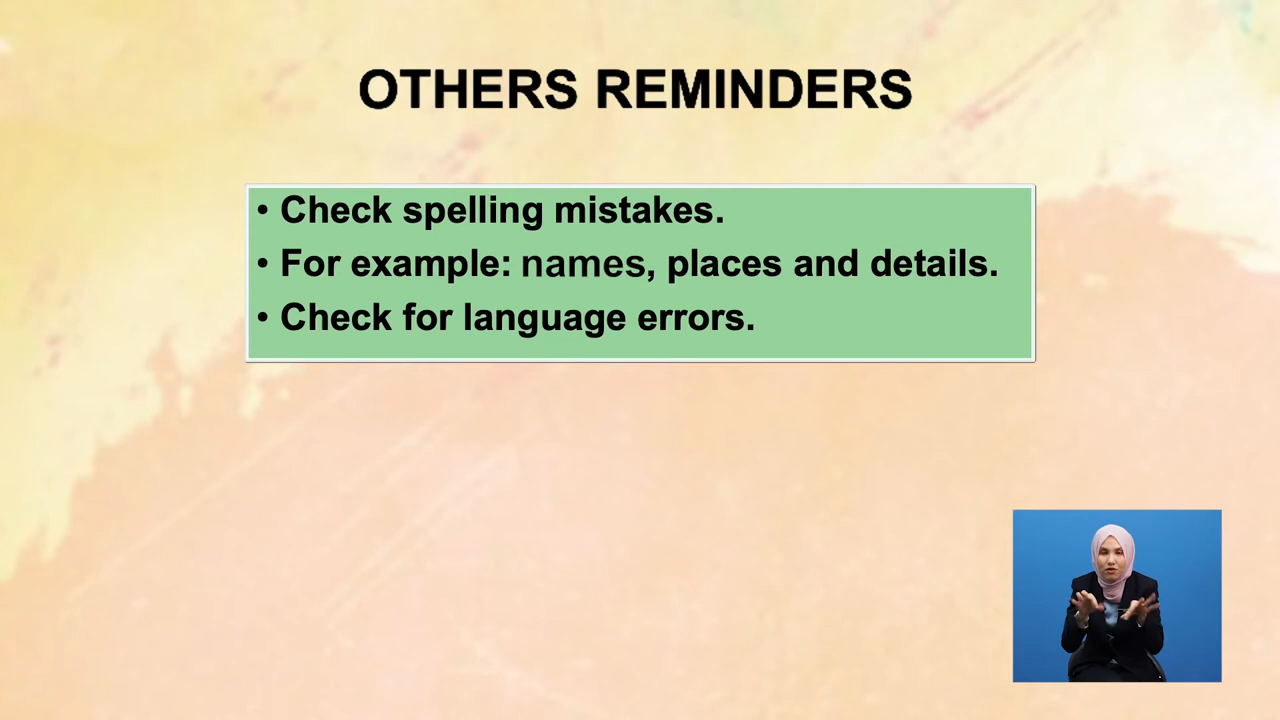 OTHERS REMINDERS
• Check spelling mistakes.
• For example: names, places and details.
• Check for language errors.